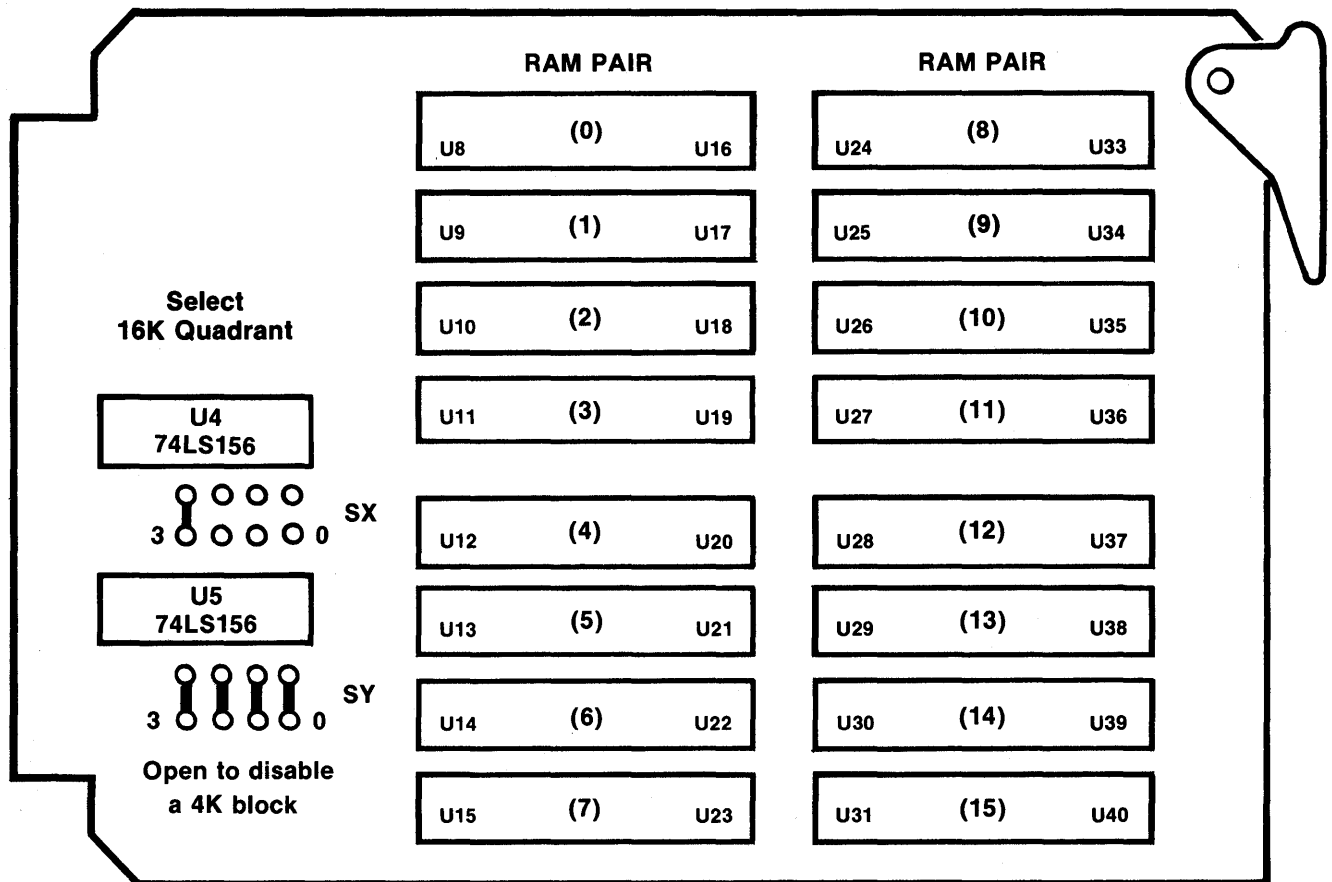 RAM PAIR
RAM PAIR
(0)
U8 U16
(8)
U24 U33
U9 (1) U17
U25 (9) U34
U10 (2) U18
U26 (10) U35
U11 (3) U19
U27 (11) U36
Select
16K Quadrant
U4
74LS156
SX
3 0
U5
74LS156
SY
3 0
Open to disable
a 4K block
U12 (4) U20
U28 (12) U37
U13 (5) U21
U29 (13) U38
U14 (6) U22
U30 (14) U39
U15 (7) U23
U31 (15) U40